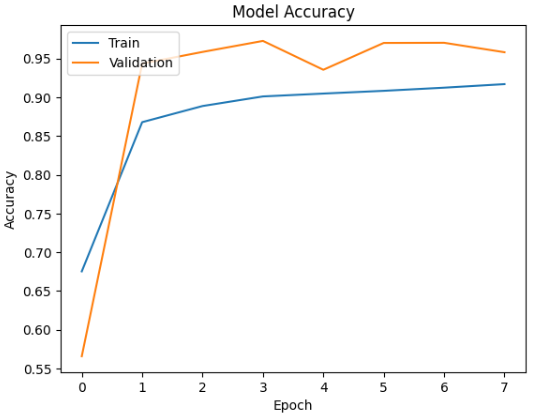 Model Accuracy
Train
Validation
Accuracy
0.95
0.90
0.85
0.80
0.75
0.70
0.65
0.60
0.55
0 1 2 3 4 5 6 7
Epoch